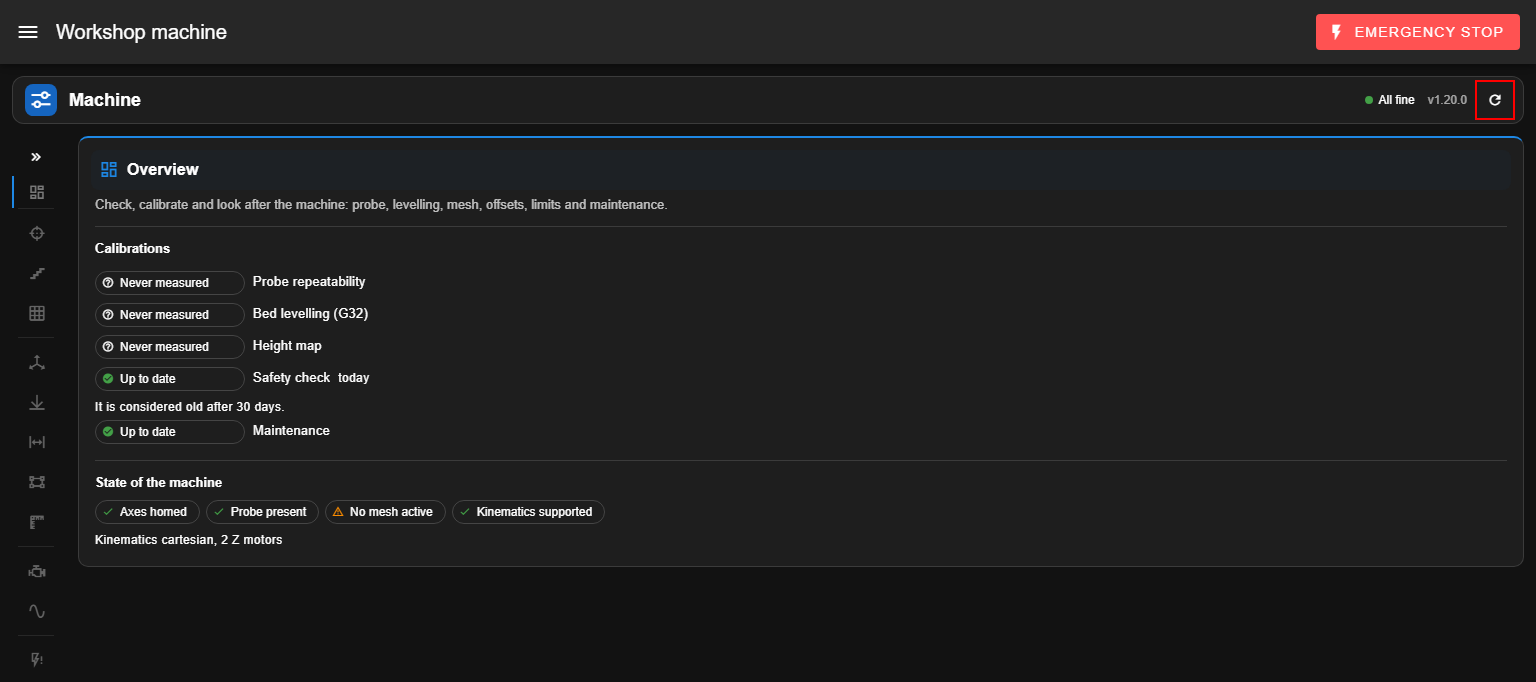 Workshop machine
EMERGENCY STOP
Machine
All fine
v1.20.0
Overview
Check, calibrate and look after the machine: probe, levelling, mesh, offsets, limits and maintenance.
Calibrations
Never measured Probe repeatability
Never measured Bed levelling (G32)
Never measured Height map
Up to date Safety check today
It is considered old after 30 days.
Up to date Maintenance
State of the machine
Axes homed Probe present No mesh active Kinematics supported
Kinematics cartesian, 2 Z motors